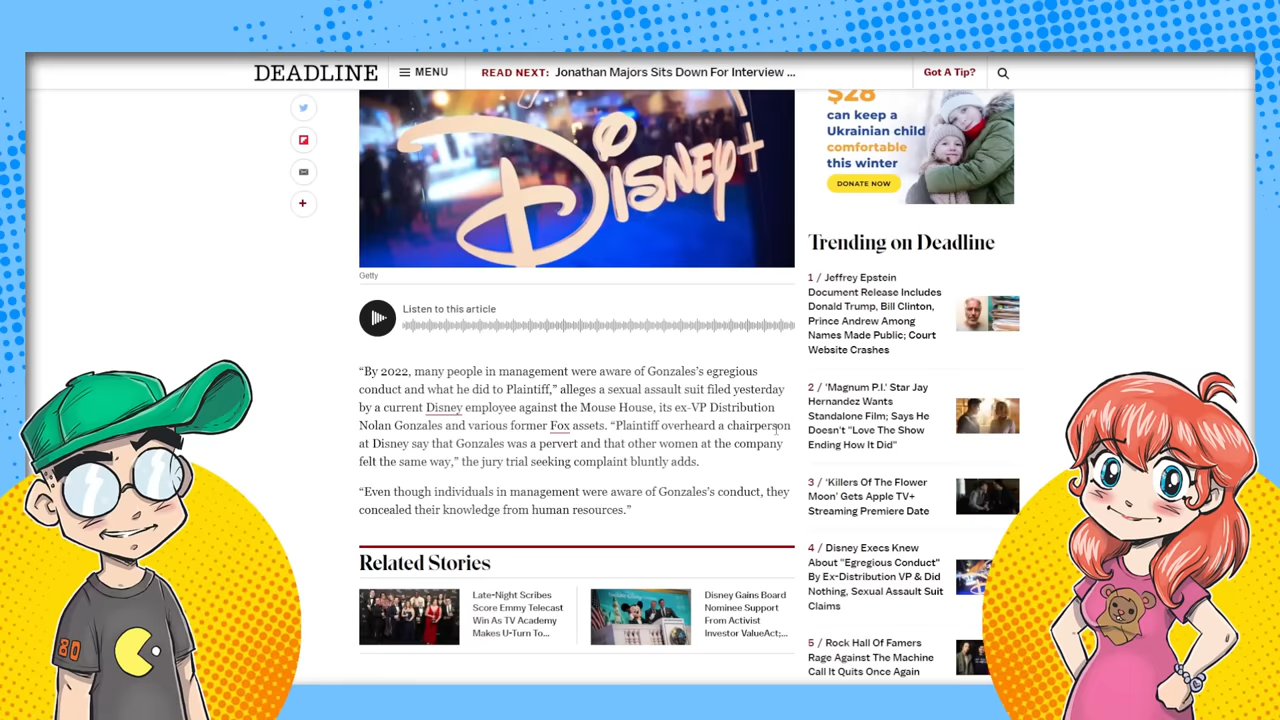 DEADLINE
MENU
READ NEXT: Jonathan Majors Sits Down For Interview ...
Got A Tip?
DISNEY+
Getty
Listen to this article
“By 2022, many people in management were aware of Gonzales’s egregious
conduct and what he did to Plaintiff,” alleges a sexual assault suit filed yesterday
by a current Disney employee against the Mouse House, its ex-VP Distribution
Nolan Gonzales and various former Fox assets. “Plaintiff overheard a chairperson
at Disney say that Gonzales was a pervert and that other women at the company
felt the same way,” the jury trial seeking complaint bluntly adds.
“Even though individuals in management were aware of Gonzales’s conduct, they
concealed their knowledge from human resources.”
Related Stories
Late-Night Scribes
Score Emmy Telecast
Win As TV Academy
Makes U-Turn To...
Disney Gains Board
Nominee Support
From Activist
Investor ValueAct;...
$28
can keep a
Ukrainian child
comfortable
this winter
DONATE NOW
Trending on Deadline
1 / Jeffrey Epstein
Document Release Includes
Donald Trump, Bill Clinton,
Prince Andrew Among
Names Made Public; Court
Website Crashes
2 / 'Magnum P.I.' Star Jay
Hernandez Wants
Standalone Film; Says He
Doesn't "Love The Show
Ending How It Did"
3 / ‘Killers Of The Flower
Moon’ Gets Apple TV+
Streaming Premiere Date
4 / Disney Execs Knew
About "Egregious Conduct"
By Ex-Distribution VP & Did
Nothing, Sexual Assault Suit
Claims
5 / Rock Hall Of Famers
Rage Against The Machine
Call It Quits Once Again
80